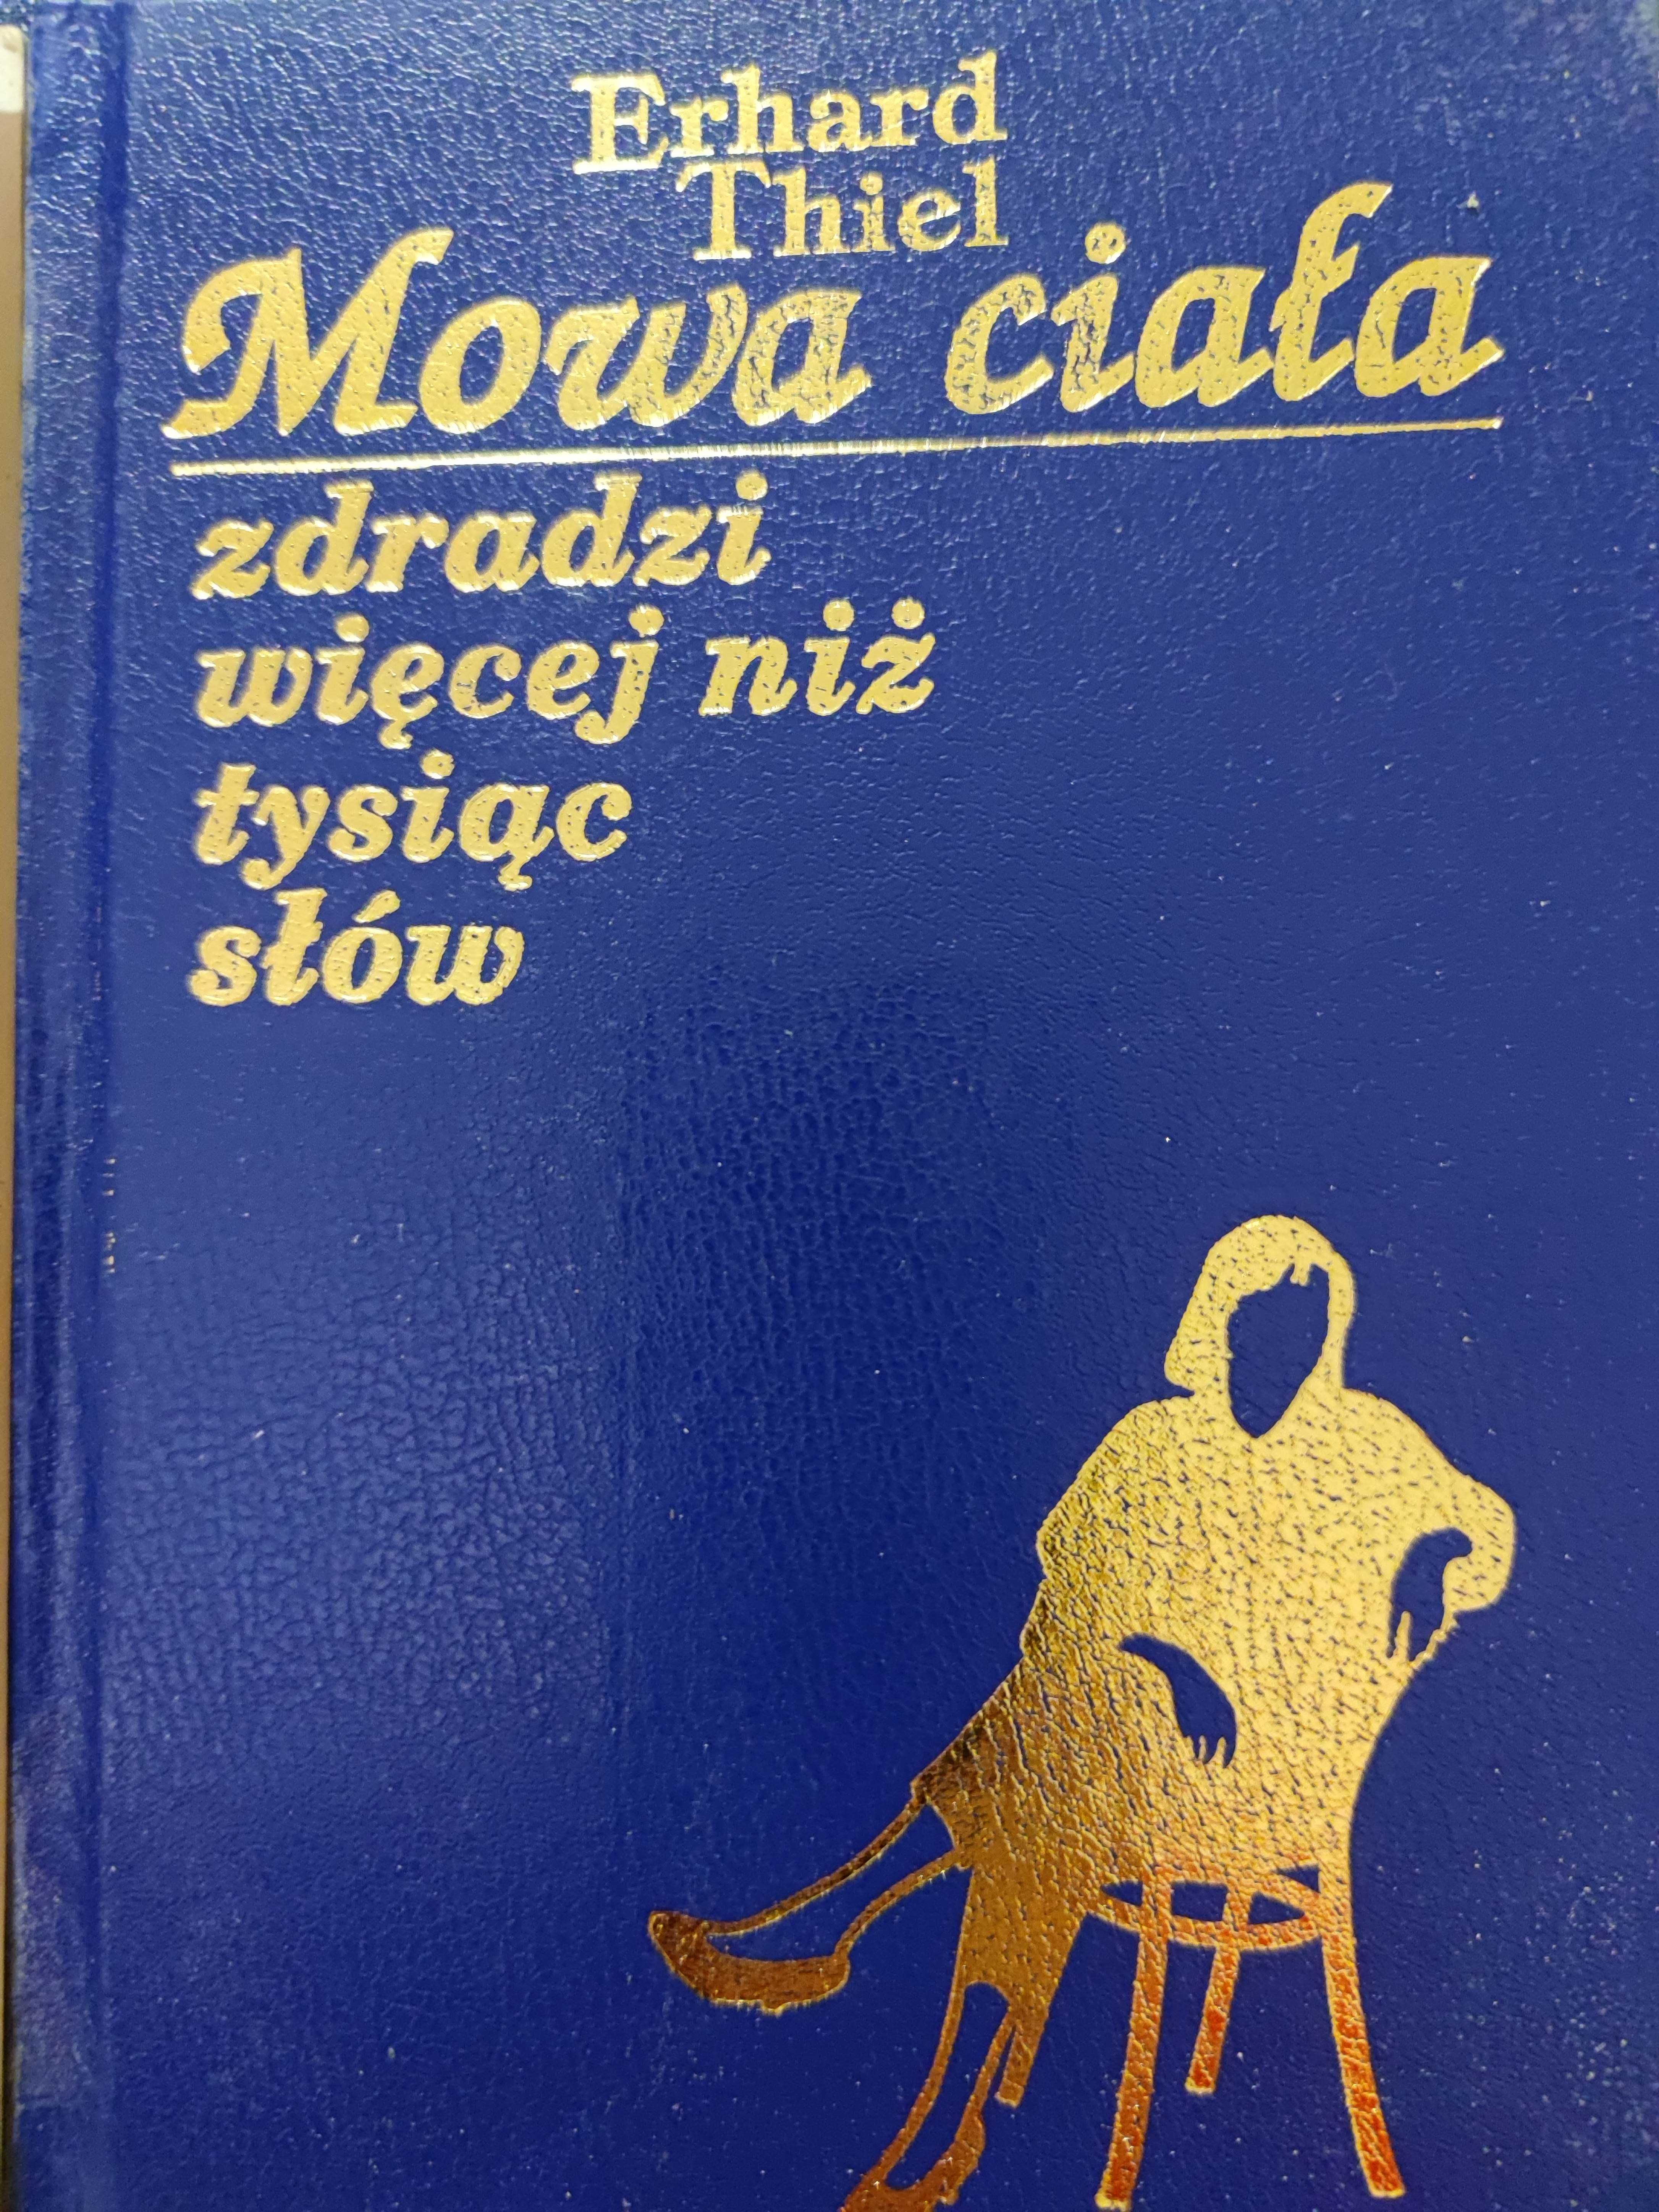 Erhard
Thiel
Mowa ciała
zdradzi
więcej niż
tysiąc
słów